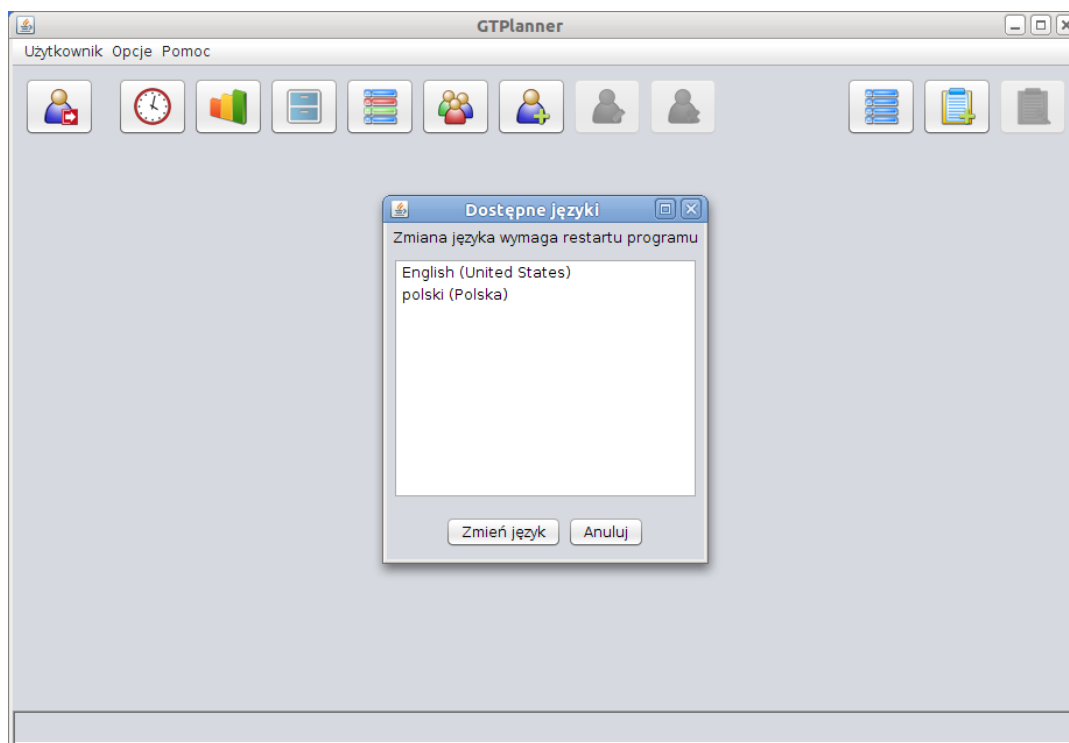 GTPlanner
Użytkownik Opcje Pomoc
Dostępne języki
Zmiana języka wymaga restartu programu
English (United States)
polski (Polska)
Zmień język Anuluj